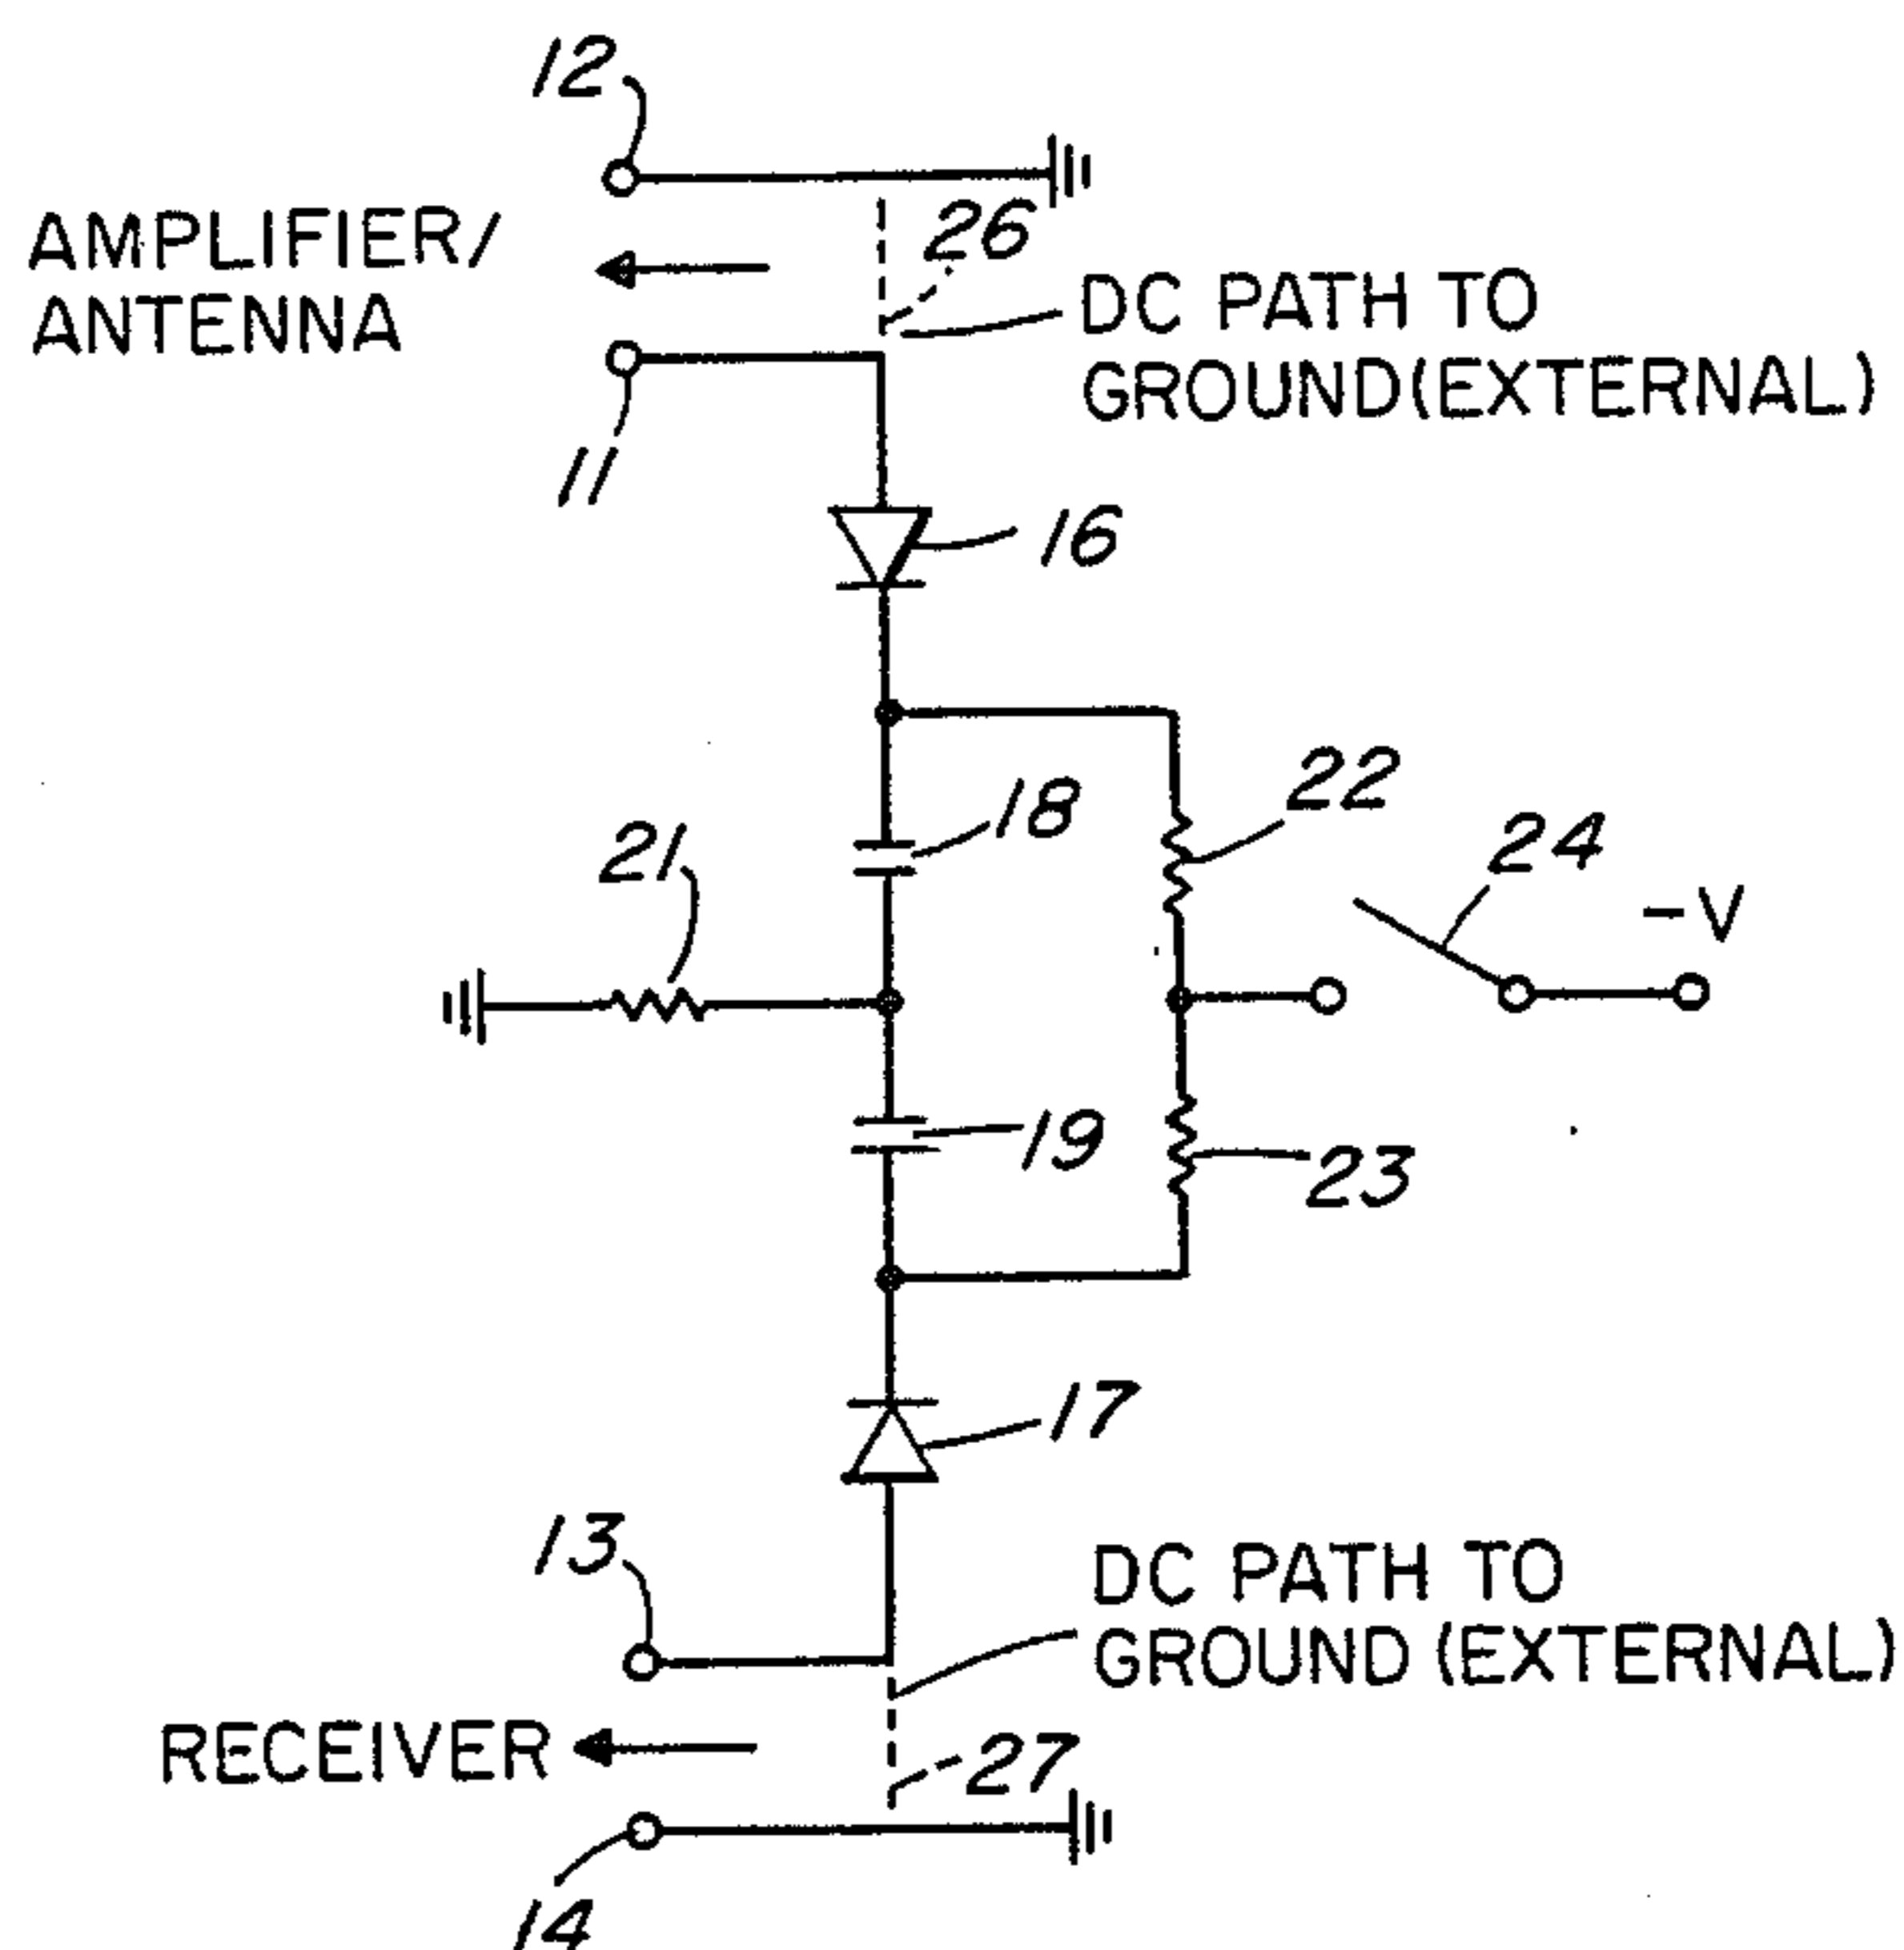 12
AMPLIFIER/
ANTENNA
26
DC PATH TO
GROUND(EXTERNAL)
11
16
22
18
21
24
-V
19
23
17
13
DC PATH TO
GROUND (EXTERNAL)
RECEIVER
27
14